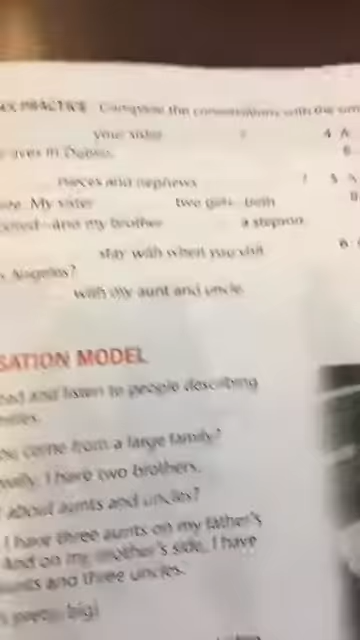 PRACTICE Complete the conversations with the
your sister ? 4 A
lives in Dublin. B
nieces and nephews ? 5 A
My sister two girls, both
and my brother a stepson.
stay with when you visit 6
Angeles?
with my aunt and uncle.
SATION MODEL
and listen to people describing
come from a large family?
I have two brothers.
about aunts and uncles?
I have three aunts on my father's
And on my mother's side, I have
aunts and three uncles.
pretty big!